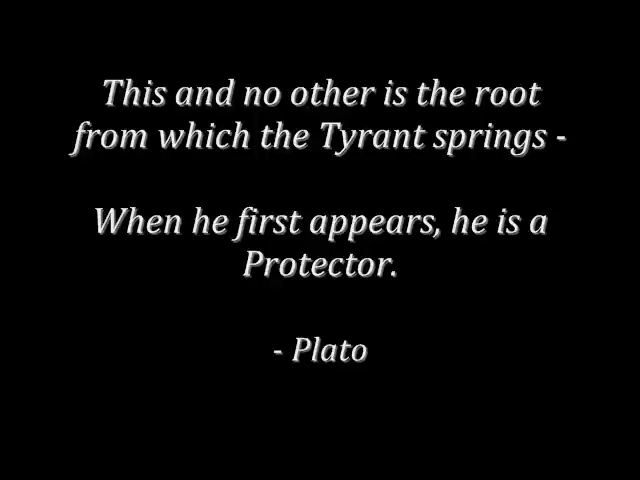 This and no other is the root
from which the Tyrant springs -
When he first appears, he is a
Protector.
- Plato